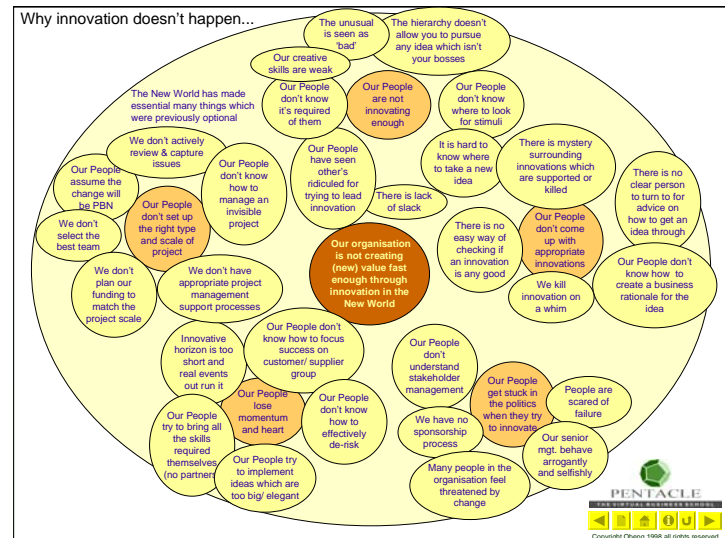 Why innovation doesn't happen...
The unusual
is seen as
'bad'
The hierarchy doesn't
allow you to pursue
any idea which isn't
your bosses
Our creative
skills are weak
The New World has made
essential many things which
were previously optional
Our People
don't know
it's required
of them
Our People
are not
innovating
enough
Our People
don't know
where to look
for stimuli
We don't actively
review & capture
issues
Our People
assume the
change will
be PBN
Our People
don't set up
the right type
and scale of
project
Our People
don't know
how to
manage an
invisible
project
Our People
have seen
other's
ridiculed for
trying to lead
innovation
There is lack
of slack
It is hard to
know where
to take a new
idea
There is mystery
surrounding
innovations which
are supported or
killed
There is no
clear person
to turn to for
advice on
how to get an
idea through
We don't
select the
best team
We don't
plan our
funding to
match the
project scale
We don't have
appropriate project
management
support processes
Our organisation
is not creating
(new) value fast
enough through
innovation in the
New World
There is no
easy way of
checking if
an innovation
is any good
Our People
don't come
up with
appropriate
innovations
We kill
innovation on
a whim
Our People don't
know how to
create a business
rationale for the
idea
Innovative
horizon is too
short and
real events
out run it
Our People don't
know how to focus
success on
customer/ supplier
group
Our People
lose
momentum
and heart
Our People
don't know
how to
effectively
de-risk
Our People
try to bring all
the skills
required
themselves
(no partners
Our People try
to implement
ideas which are
too big/ elegant
Our People
don't
understand
stakeholder
management
Our People
get stuck in
the politics
when they try
to innovate
People are
scared of
failure
We have no
sponsorship
process
Our senior
mgt. behave
arrogantly
and selfishly
Many people in the
organisation feel
threatened by
change
PENTACLE
THE VIRTUAL BUSINESS SCHOOL
Copyright Obeng 1998 all rights reserved